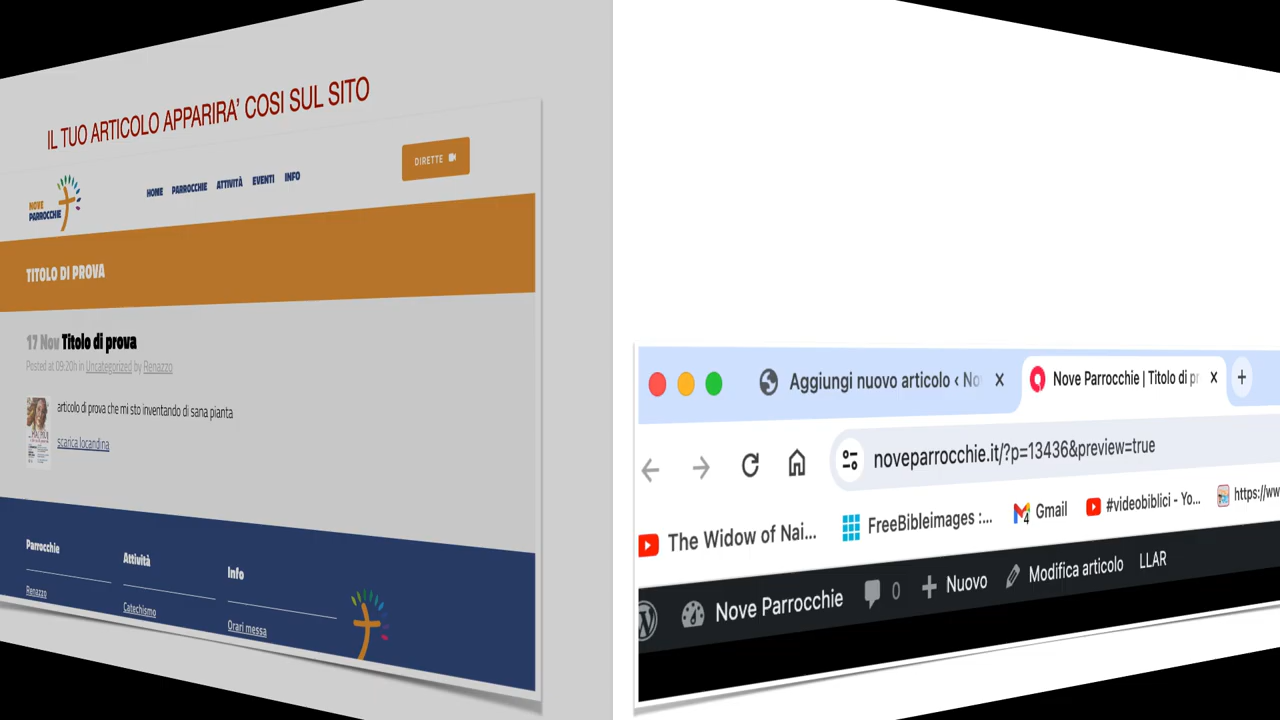 IL TUO ARTICOLO APPARIRA' COSI SUL SITO
NOVE
PARROCCHIE
HOME PARROCCHIE ATTIVITÀ EVENTI INFO
DIRETTE
TITOLO DI PROVA
17 Nov Titolo di prova
Posted at 09:20h in Uncategorized by Renazzo
articolo di prova che mi sto inventando di sana pianta
scarica locandina
Parrocchie
Attività
Info
Renazzo
Catechismo
Orari messa
Aggiungi nuovo articolo ‹ No
Nove Parrocchie | Titolo di pr
noveparrocchie.it/?p=13436&preview=true
The Widow of Nai...
FreeBibleimages :...
Gmail
#videobiblici - Yo...
https://ww
Nove Parrocchie
0
Nuovo
Modifica articolo
LLAR